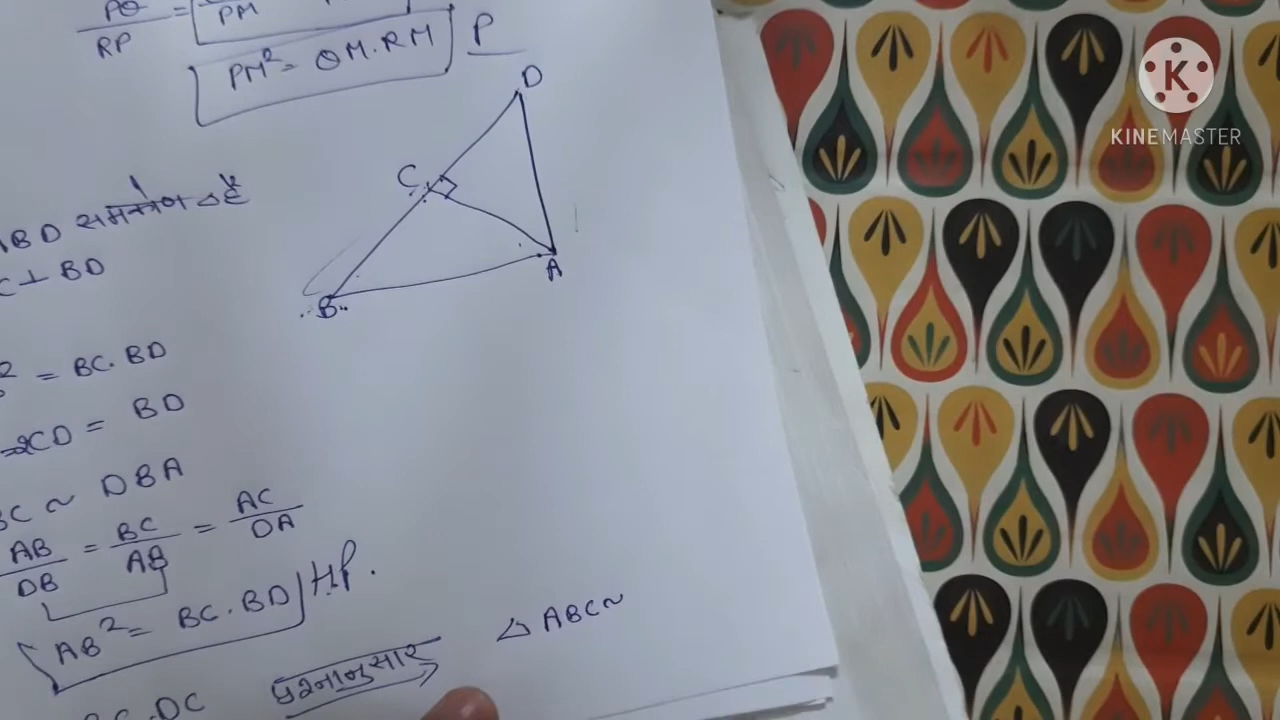 PQ/RP = PM
PM² = QM.RM P
D
C
A
B
ABD समकोण △ है
C ⊥ BD
² = BC.BD
CD = BD
BC ~ DBA
AB/DB = BC/AB = AC/DA
AB² = BC.BD H.P.
प्रश्नानुसार △ ABC~
BC.DC
K
KINEMASTER